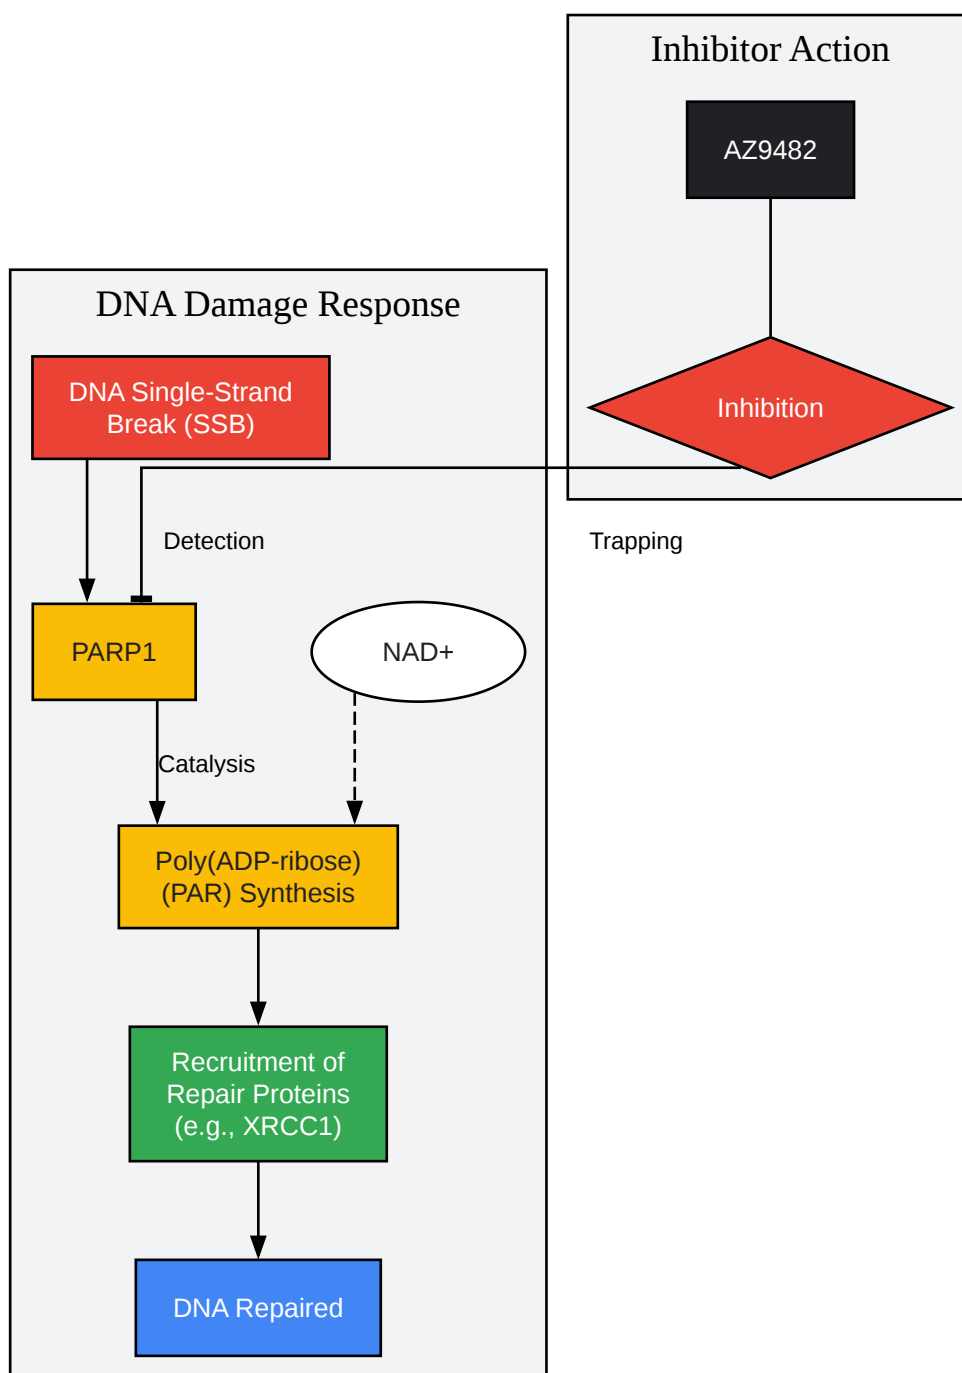 Inhibitor Action
AZ9482
Inhibition
Trapping
DNA Damage Response
DNA Single-Strand
Break (SSB)
Detection
PARP1
NAD+
Catalysis
Poly(ADP-ribose)
(PAR) Synthesis
Recruitment of
Repair Proteins
(e.g., XRCC1)
DNA Repaired